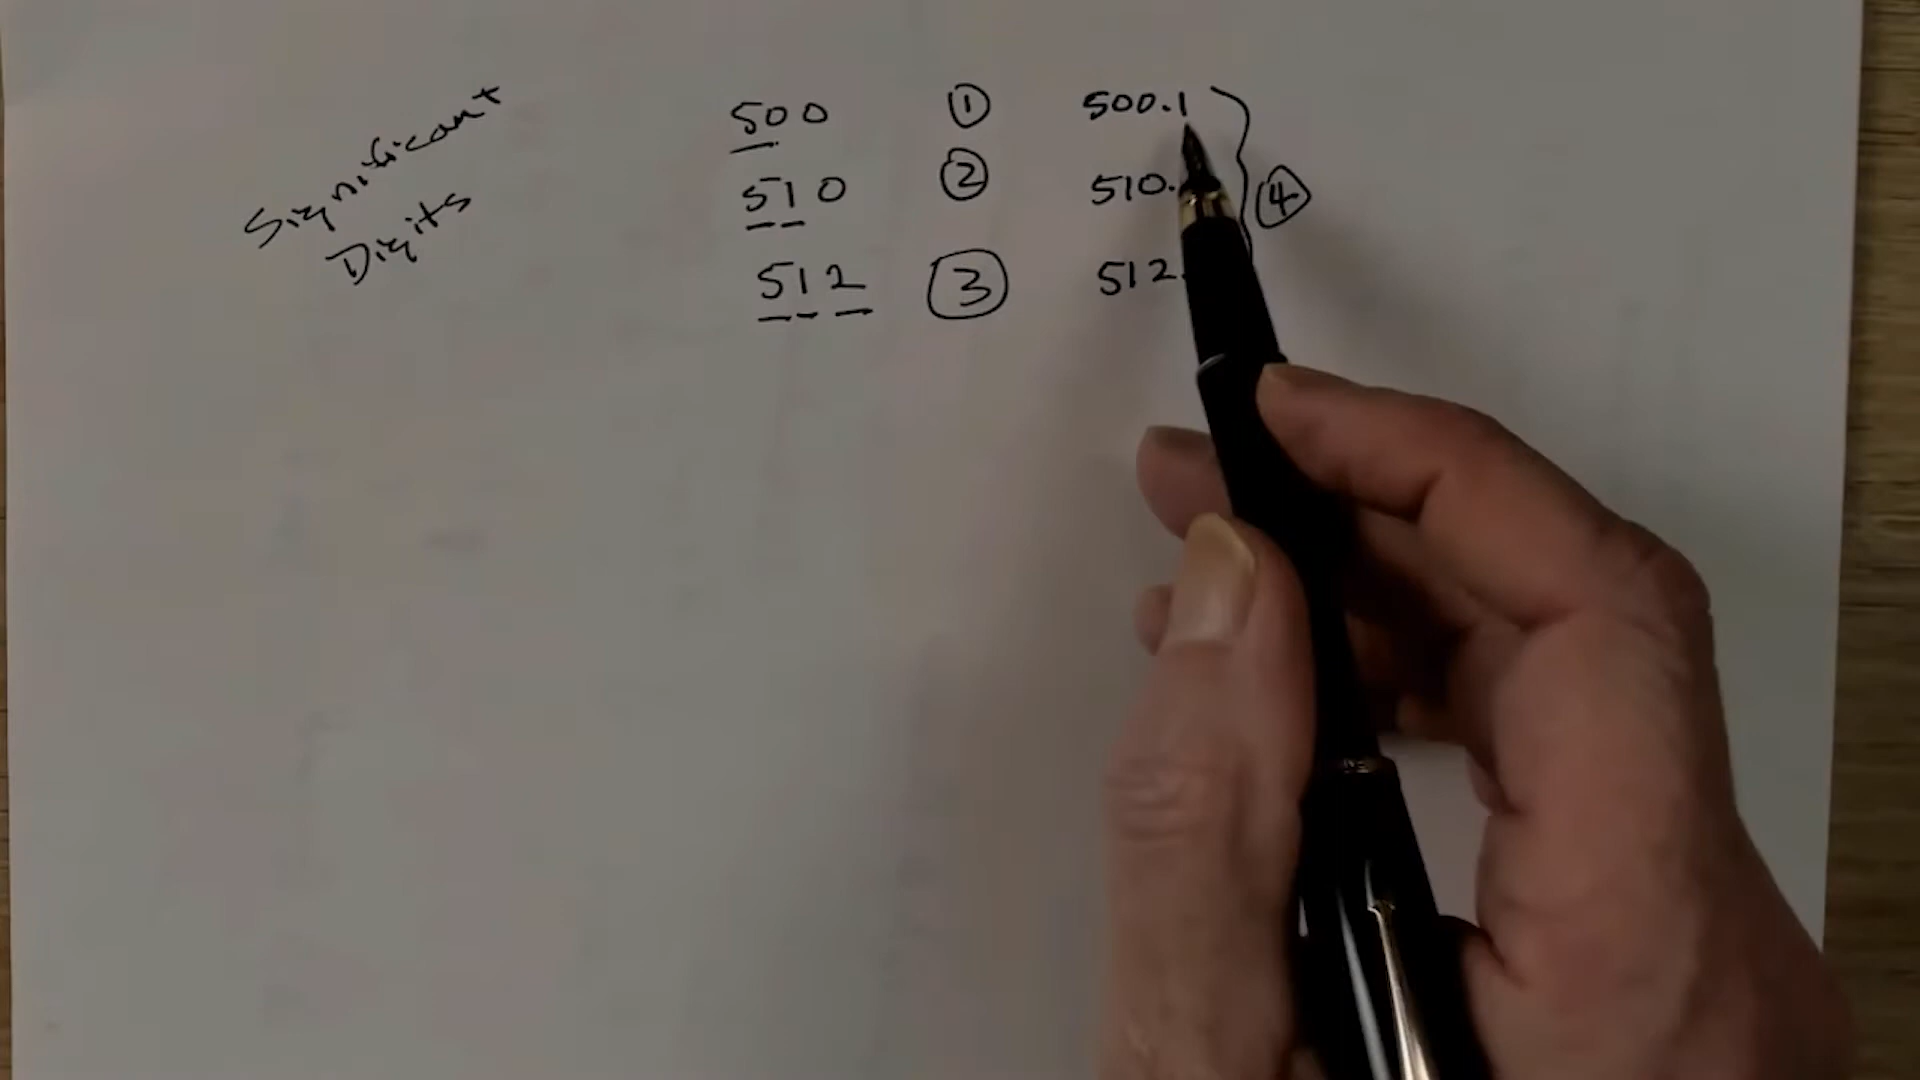 Significant
Digits
500 ① 500.1
510 ② 510.
512 ③ 512.
④